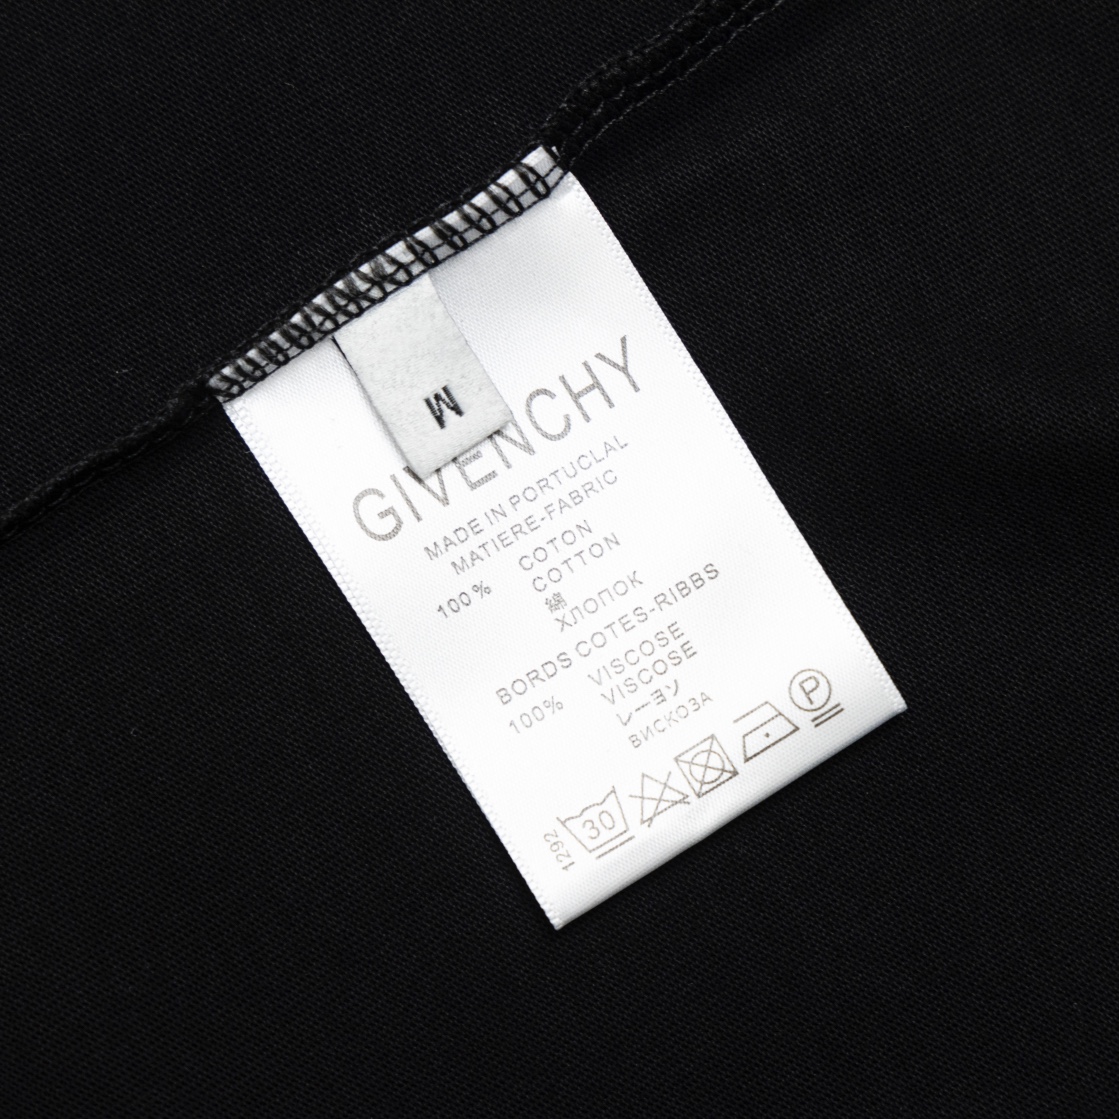 M
GIVENCHY
MADE IN PORTUCLAL
MATIERE-FABRIC
100% COTON
COTTON
綿
ХЛОПОК
BORDS COTES-RIBBS
100% VISCOSE
VISCOSE
レーヨソ
ВИСКОЗА
1292
30
P